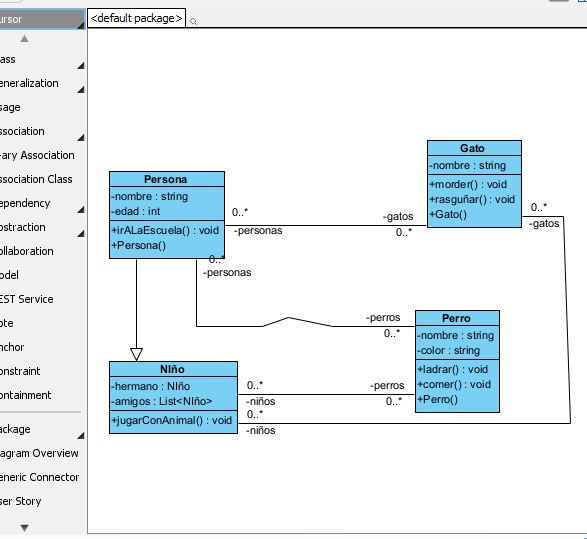 ursor
<default package>
ass
eneralization
sage
ssociation
-ary Association
ssociation Class
ependency
bstraction
ollaboration
odel
EST Service
ote
nchor
onstraint
ontainment
ackage
agram Overview
eneric Connector
ser Story
Gato
-nombre : string
+morder() : void
+rasguñar() : void
+Gato()
0..*
-gatos
Persona
-nombre : string
-edad : int
+irALaEscuela() : void
+Persona()
0..*
-personas
-gatos
0..*
0..*
-personas
-perros
0..*
Perro
-nombre : string
-color : string
+ladrar() : void
+comer() : void
+Perro()
NIño
-hermano : NIño
-amigos : List<NIño>
+jugarConAnimal() : void
0..*
-niños
-perros
0..*
0..*
-niños